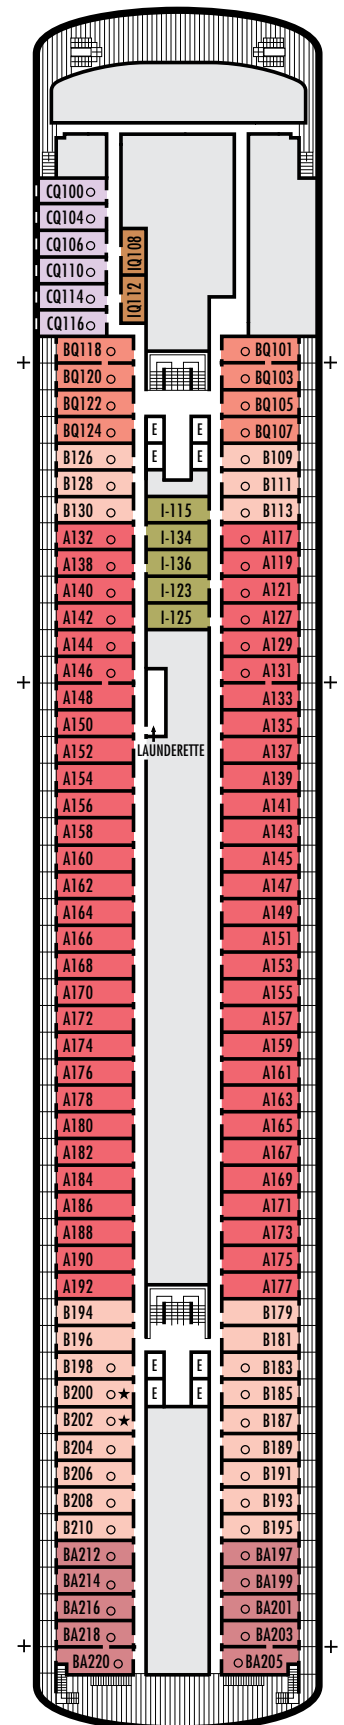 CQ100
CQ104
CQ106
IQ108
CQ110
IQ112
CQ114
CQ116
BQ118 BQ101
BQ120 BQ103
BQ122 BQ105
BQ124 E E BQ107
B126 E E B109
B128 B111
B130 I-115 B113
A132 I-134 A117
A138 I-136 A119
A140 I-123 A121
A142 I-125 A127
A144 A129
A146 A131
A148 A133
A150 A135
A152 LAUNDERETTE A137
A154 A139
A156 A141
A158 A143
A160 A145
A162 A147
A164 A149
A166 A151
A168 A153
A170 A155
A172 A157
A174 A159
A176 A161
A178 A163
A180 A165
A182 A167
A184 A169
A186 A171
A188 A173
A190 A175
A192 A177
B194 B179
B196 B181
B198 E E B183
B200 ★ E E B185
B202 ★ B187
B204 B189
B206 B191
B208 B193
B210 B195
BA212 BA197
BA214 BA199
BA216 BA201
BA218 BA203
BA220 BA205